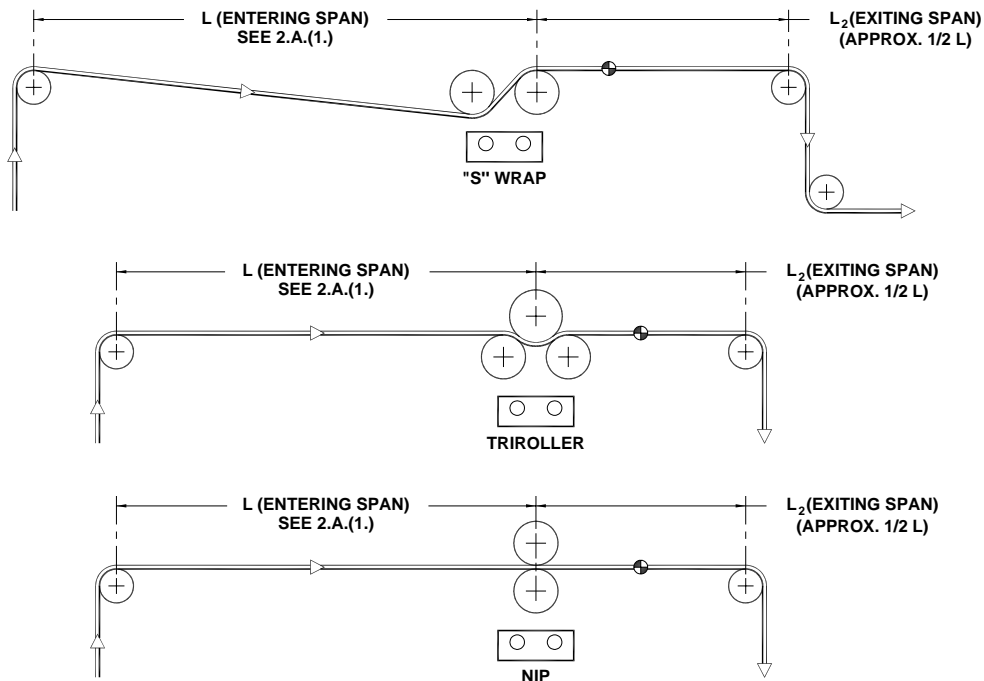 L (ENTERING SPAN)
SEE 2.A.(1.)
L2(EXITING SPAN)
(APPROX. 1/2 L)
"S" WRAP
L (ENTERING SPAN)
SEE 2.A.(1.)
L2(EXITING SPAN)
(APPROX. 1/2 L)
TRIROLLER
L (ENTERING SPAN)
SEE 2.A.(1.)
L2(EXITING SPAN)
(APPROX. 1/2 L)
NIP